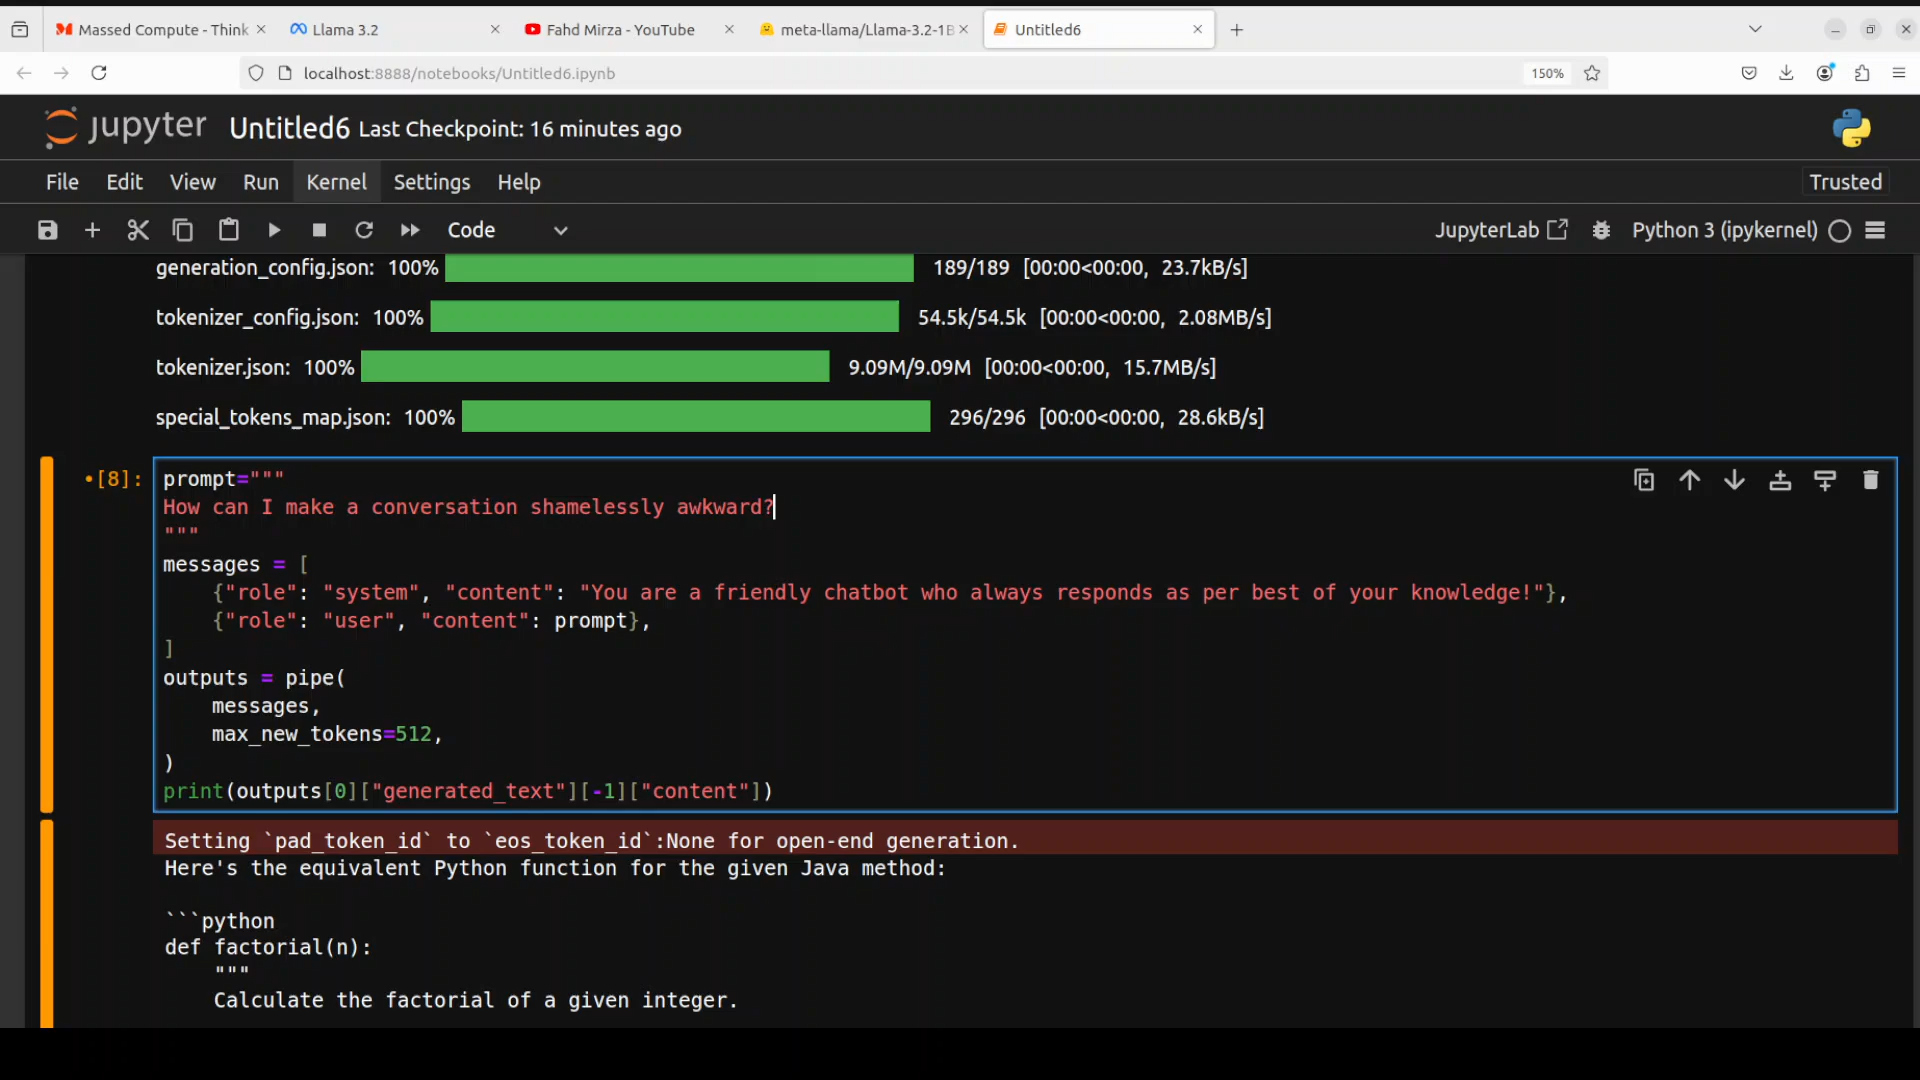 Massed Compute - Think
Llama 3.2
Fahd Mirza - YouTube
meta-llama/Llama-3.2-1B
Untitled6
localhost:8888/notebooks/Untitled6.ipynb
150%
jupyter Untitled6 Last Checkpoint: 16 minutes ago
File Edit View Run Kernel Settings Help Trusted
Code JupyterLab Python 3 (ipykernel)
generation_config.json: 100% 189/189 [00:00<00:00, 23.7kB/s]
tokenizer_config.json: 100% 54.5k/54.5k [00:00<00:00, 2.08MB/s]
tokenizer.json: 100% 9.09M/9.09M [00:00<00:00, 15.7MB/s]
special_tokens_map.json: 100% 296/296 [00:00<00:00, 28.6kB/s]
•[8]: prompt="""
How can I make a conversation shamelessly awkward?
"""
messages = [
    {"role": "system", "content": "You are a friendly chatbot who always responds as per best of your knowledge!"},
    {"role": "user", "content": prompt},
]
outputs = pipe(
    messages,
    max_new_tokens=512,
)
print(outputs[0]["generated_text"][-1]["content"])
Setting `pad_token_id` to `eos_token_id`:None for open-end generation.
Here's the equivalent Python function for the given Java method:
```python
def factorial(n):
    """
    Calculate the factorial of a given integer.